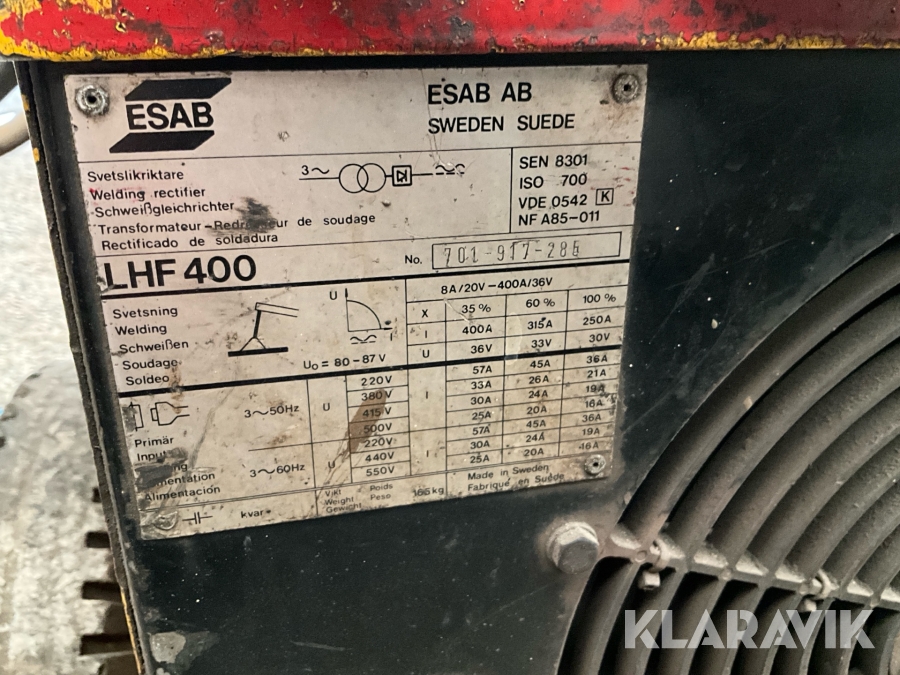 ESAB
ESAB AB
SWEDEN SUEDE
Svetslikriktare
Welding rectifier
Schweißgleichrichter
Transformateur-Redresseur de soudage
Rectificado de soldadura
3~
SEN 8301
ISO 700
VDE 0542 K
NF A85-011
LHF 400
No. 701-917-286
Svetsning
Welding
Schweißen
Soudage
Soldeo
U
I
U₀ = 80-87V
8A/20V-400A/36V
X 35% 60% 100%
I 400A 315A 250A
U 36V 33V 30V
Primär
Input
Alimentación
3~50Hz U I
220V 57A 45A 36A
380V 33A 26A 21A
415V 30A 24A 19A
500V 25A 20A 16A
3~60Hz U I
220V 57A 45A 36A
440V 30A 24A 19A
550V 25A 20A 16A
kvar
Vikt Poids
Weight Peso
Gewicht
166kg
Made in Sweden
Fabriqué en Suède
KLARAVIK